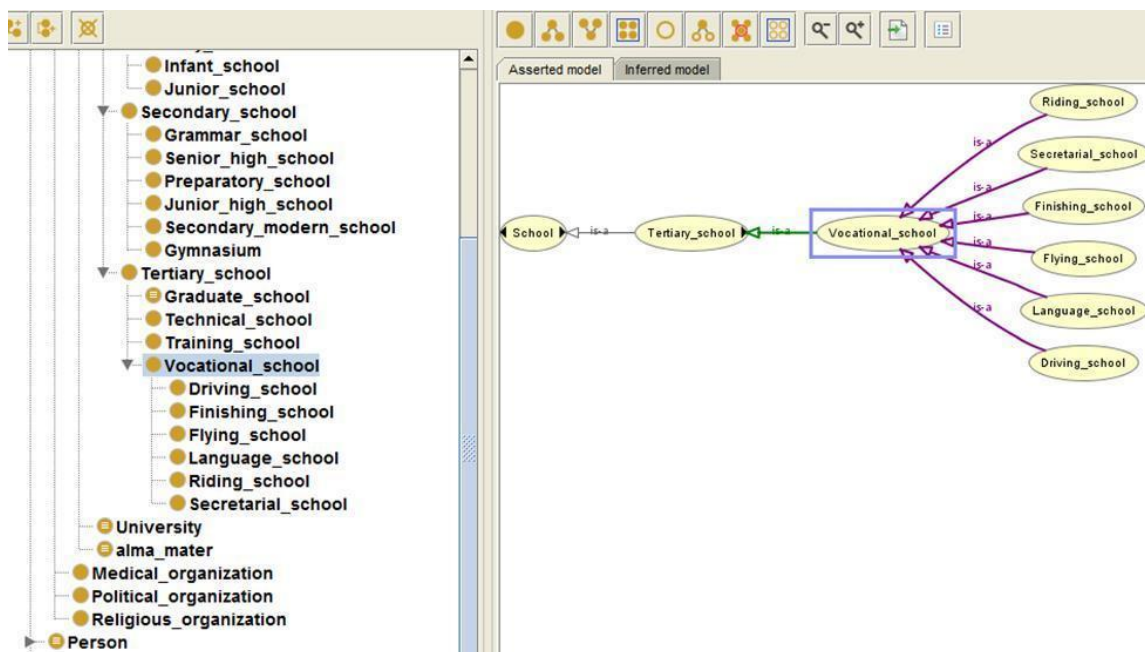 Infant_school
Junior_school
Secondary_school
Grammar_school
Senior_high_school
Preparatory_school
Junior_high_school
Secondary_modern_school
Gymnasium
Tertiary_school
Graduate_school
Technical_school
Training_school
Vocational_school
Driving_school
Finishing_school
Flying_school
Language_school
Riding_school
Secretarial_school
University
alma_mater
Medical_organization
Political_organization
Religious_organization
Person
Asserted model
Inferred model
Riding_school
is-a
Secretarial_school
is-a
Finishing_school
is-a
School
is-a
Tertiary_school
is-a
Vocational_school
is-a
Flying_school
is-a
Language_school
is-a
Driving_school